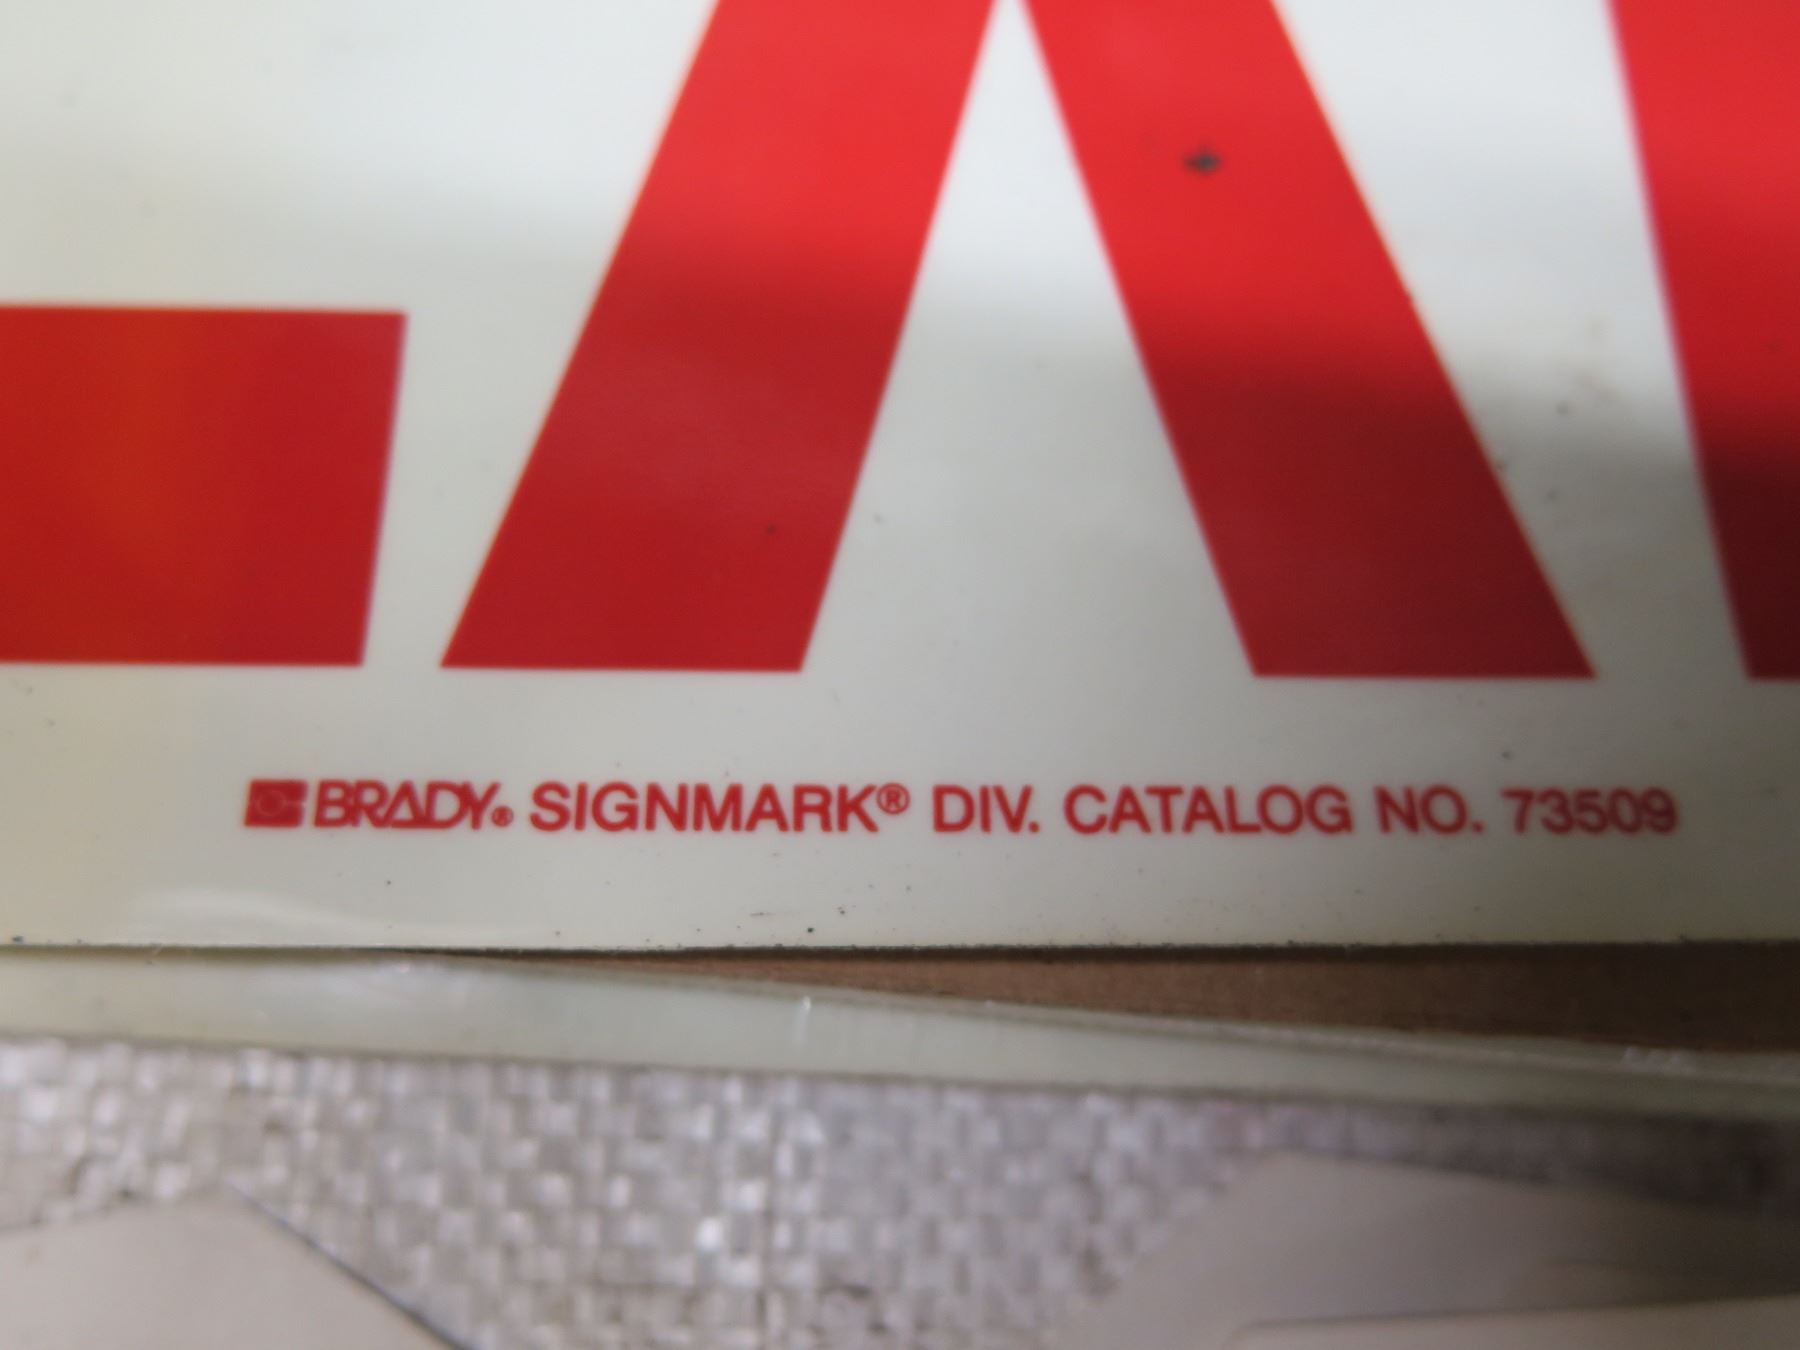 BRADY® SIGNMARK® DIV. CATALOG NO. 73509